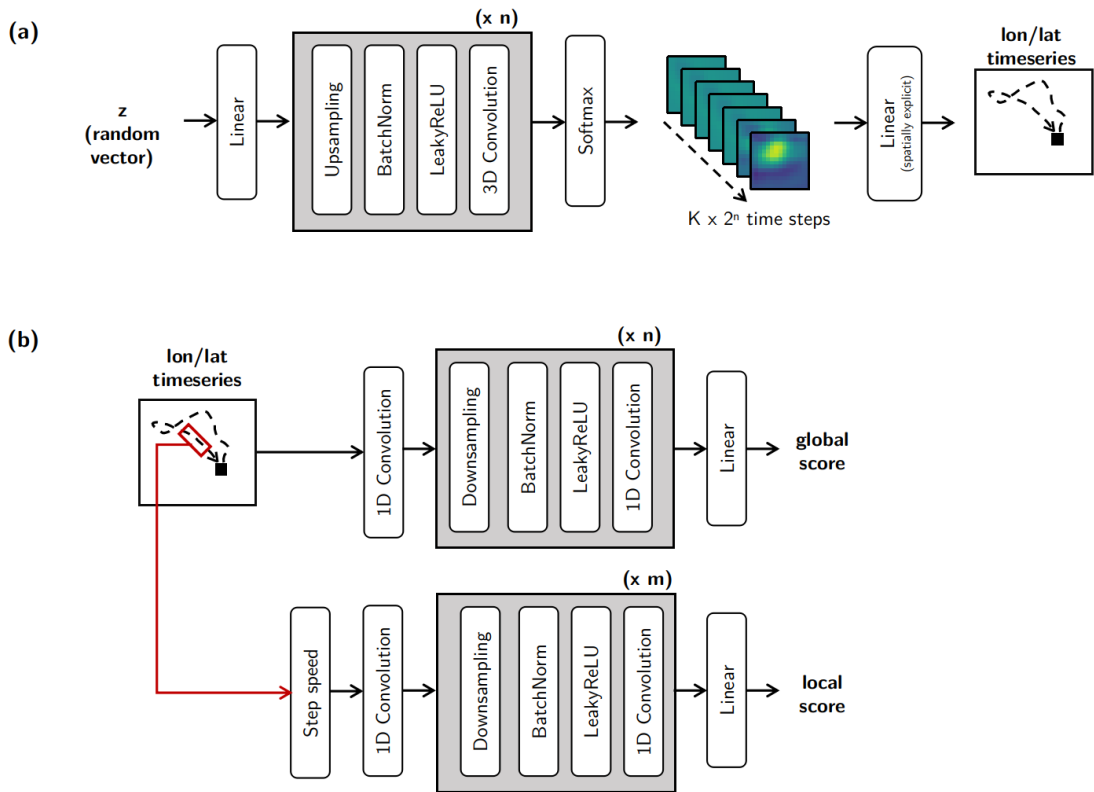 (a)
z
(random
vector)
Linear
(x n)
Upsampling
BatchNorm
LeakyReLU
3D Convolution
Softmax
K x 2ⁿ time steps
Linear
(spatially explicit)
lon/lat
timeseries
(b)
lon/lat
timeseries
1D Convolution
(x n)
Downsampling
BatchNorm
LeakyReLU
1D Convolution
Linear
global
score
Step speed
1D Convolution
(x m)
Downsampling
BatchNorm
LeakyReLU
1D Convolution
Linear
local
score